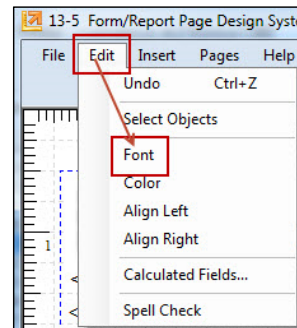 13-5 Form/Report Page Design Syste
File Edit Insert Pages Help
Undo Ctrl+Z
Select Objects
Font
Color
Align Left
Align Right
Calculated Fields...
Spell Check
1
<
<